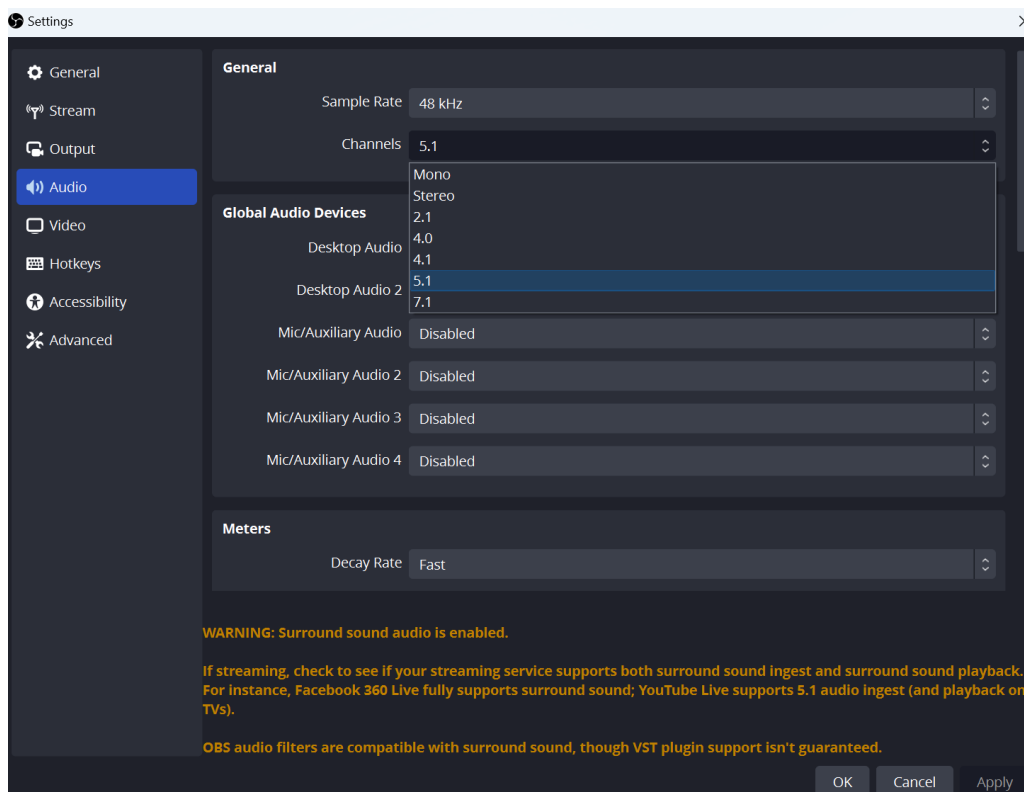 Settings
General
Stream
Output
Audio
Video
Hotkeys
Accessibility
Advanced
General
Sample Rate 48 kHz
Channels 5.1
Mono
Stereo
2.1
4.0
4.1
5.1
7.1
Global Audio Devices
Desktop Audio
Desktop Audio 2
Mic/Auxiliary Audio Disabled
Mic/Auxiliary Audio 2 Disabled
Mic/Auxiliary Audio 3 Disabled
Mic/Auxiliary Audio 4 Disabled
Meters
Decay Rate Fast
WARNING: Surround sound audio is enabled.
If streaming, check to see if your streaming service supports both surround sound ingest and surround sound playback.
For instance, Facebook 360 Live fully supports surround sound; YouTube Live supports 5.1 audio ingest (and playback on
TVs).
OBS audio filters are compatible with surround sound, though VST plugin support isn't guaranteed.
OK Cancel Apply